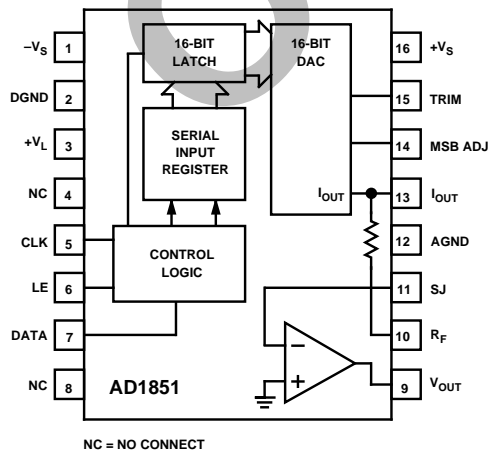 –VS 1
DGND 2
+VL 3
NC 4
CLK 5
LE 6
DATA 7
NC 8
16-BIT
LATCH
SERIAL
INPUT
REGISTER
CONTROL
LOGIC
16-BIT
DAC
IOUT
AD1851
–
+
16 +VS
15 TRIM
14 MSB ADJ
13 IOUT
12 AGND
11 SJ
10 RF
9 VOUT
NC = NO CONNECT